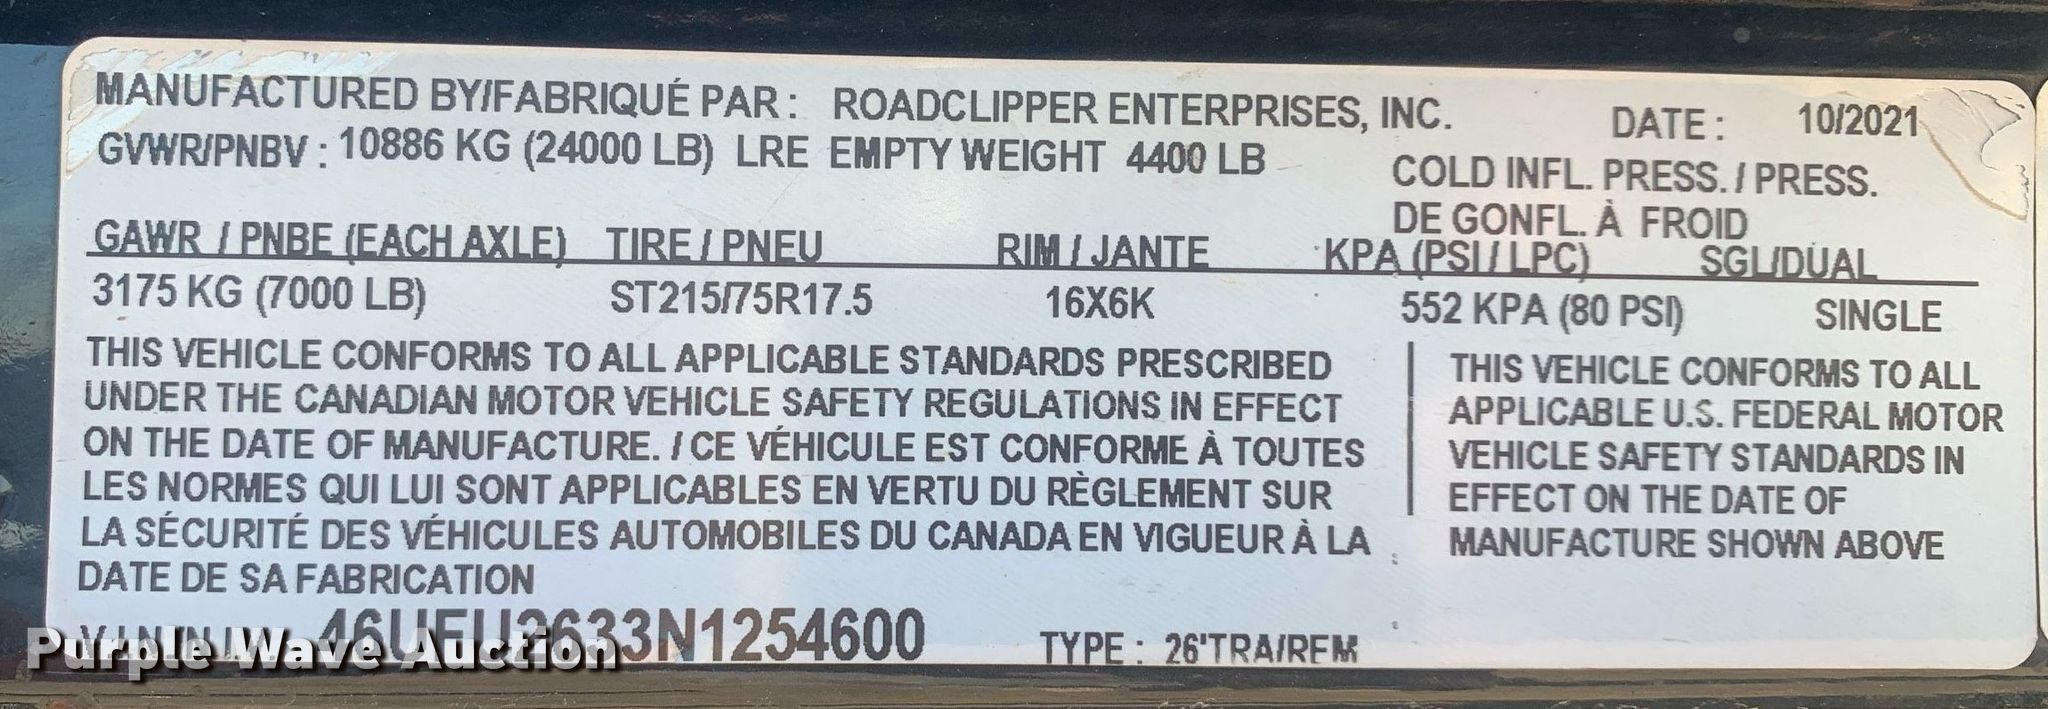 MANUFACTURED BY/FABRIQUÉ PAR : ROADCLIPPER ENTERPRISES, INC. DATE : 10/2021
GVWR/PNBV : 10886 KG (24000 LB) LRE EMPTY WEIGHT 4400 LB
COLD INFL. PRESS. / PRESS.
DE GONFL. À FROID
GAWR / PNBE (EACH AXLE) TIRE / PNEU RIM / JANTE KPA (PSI / LPC) SGL/DUAL
3175 KG (7000 LB) ST215/75R17.5 16X6K 552 KPA (80 PSI) SINGLE
THIS VEHICLE CONFORMS TO ALL APPLICABLE STANDARDS PRESCRIBED
UNDER THE CANADIAN MOTOR VEHICLE SAFETY REGULATIONS IN EFFECT
ON THE DATE OF MANUFACTURE. / CE VÉHICULE EST CONFORME À TOUTES
LES NORMES QUI LUI SONT APPLICABLES EN VERTU DU RÈGLEMENT SUR
LA SÉCURITÉ DES VÉHICULES AUTOMOBILES DU CANADA EN VIGUEUR À LA
DATE DE SA FABRICATION
THIS VEHICLE CONFORMS TO ALL
APPLICABLE U.S. FEDERAL MOTOR
VEHICLE SAFETY STANDARDS IN
EFFECT ON THE DATE OF
MANUFACTURE SHOWN ABOVE
46UFU2633N1254600 TYPE : 26'TRA/REM
Purple Wave Auction